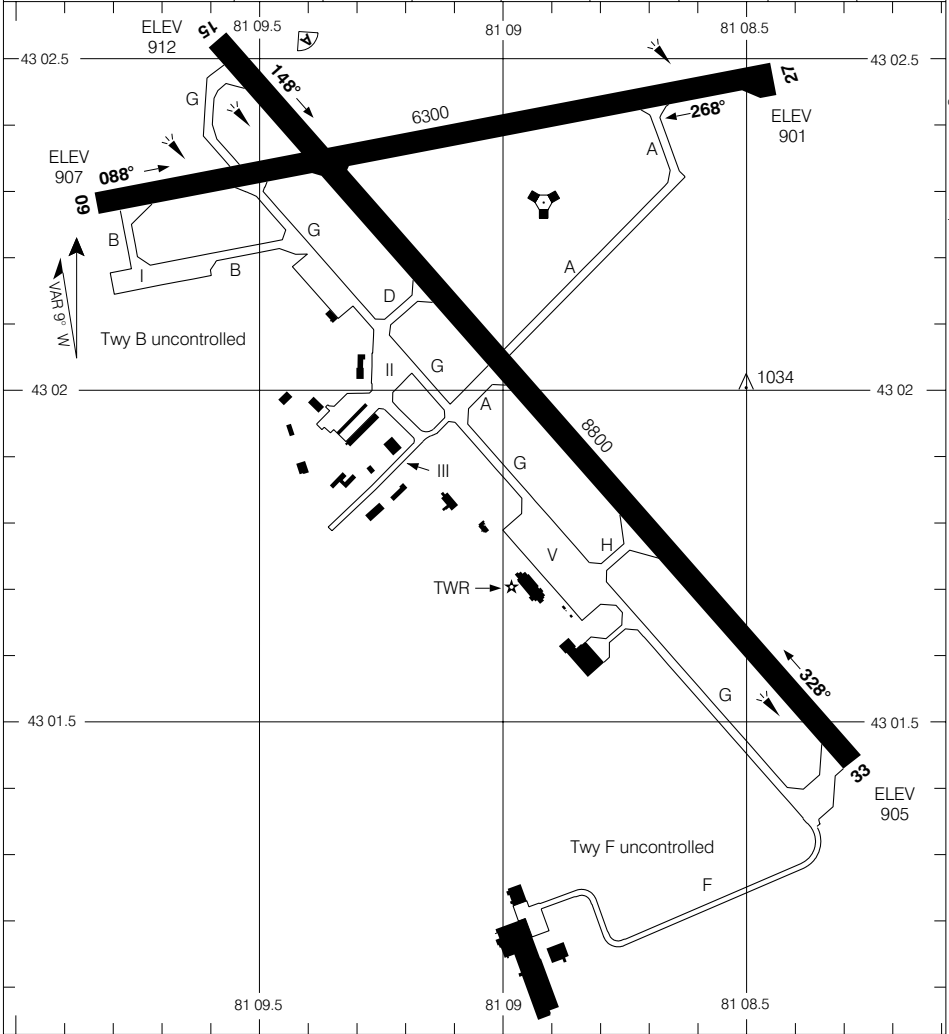 15
ELEV
912
81 09.5
A
81 09
81 08.5
43 02.5
43 02.5
148°
27
G
6300
268°
ELEV
901
ELEV
907
088°
A
09
G
B
B
A
I
VAR 9° W
D
Twy B uncontrolled
II
G
1034
43 02
43 02
A
8800
III
G
H
V
TWR
328°
G
43 01.5
43 01.5
33
ELEV
905
Twy F uncontrolled
F
81 09.5
81 09
81 08.5